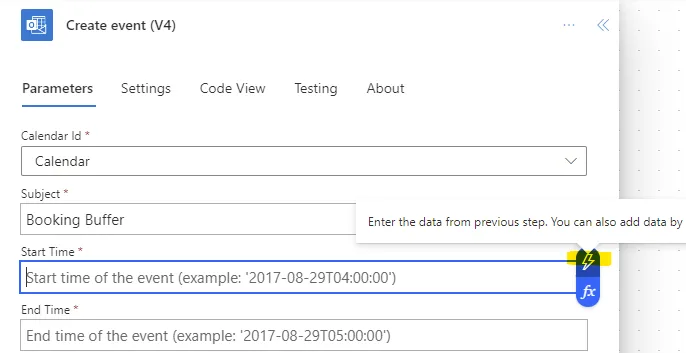 Create event (V4)
Parameters Settings Code View Testing About
Calendar Id *
Calendar
Subject *
Booking Buffer
Enter the data from previous step. You can also add data by
Start Time *
Start time of the event (example: '2017-08-29T04:00:00')
fx
End Time *
End time of the event (example: '2017-08-29T05:00:00')